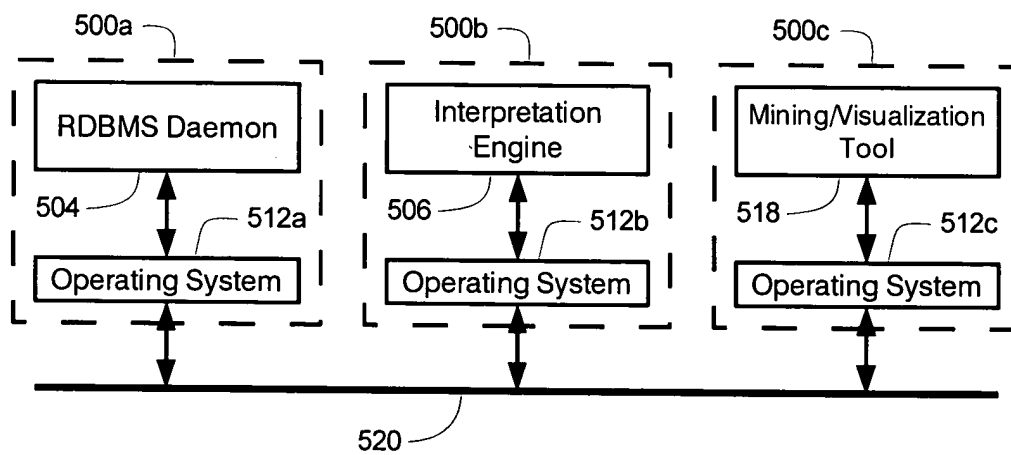 500a
500b
500c
RDBMS Daemon
Interpretation
Engine
Mining/Visualization
Tool
504
506
518
512a
512b
512c
Operating System
Operating System
Operating System
520